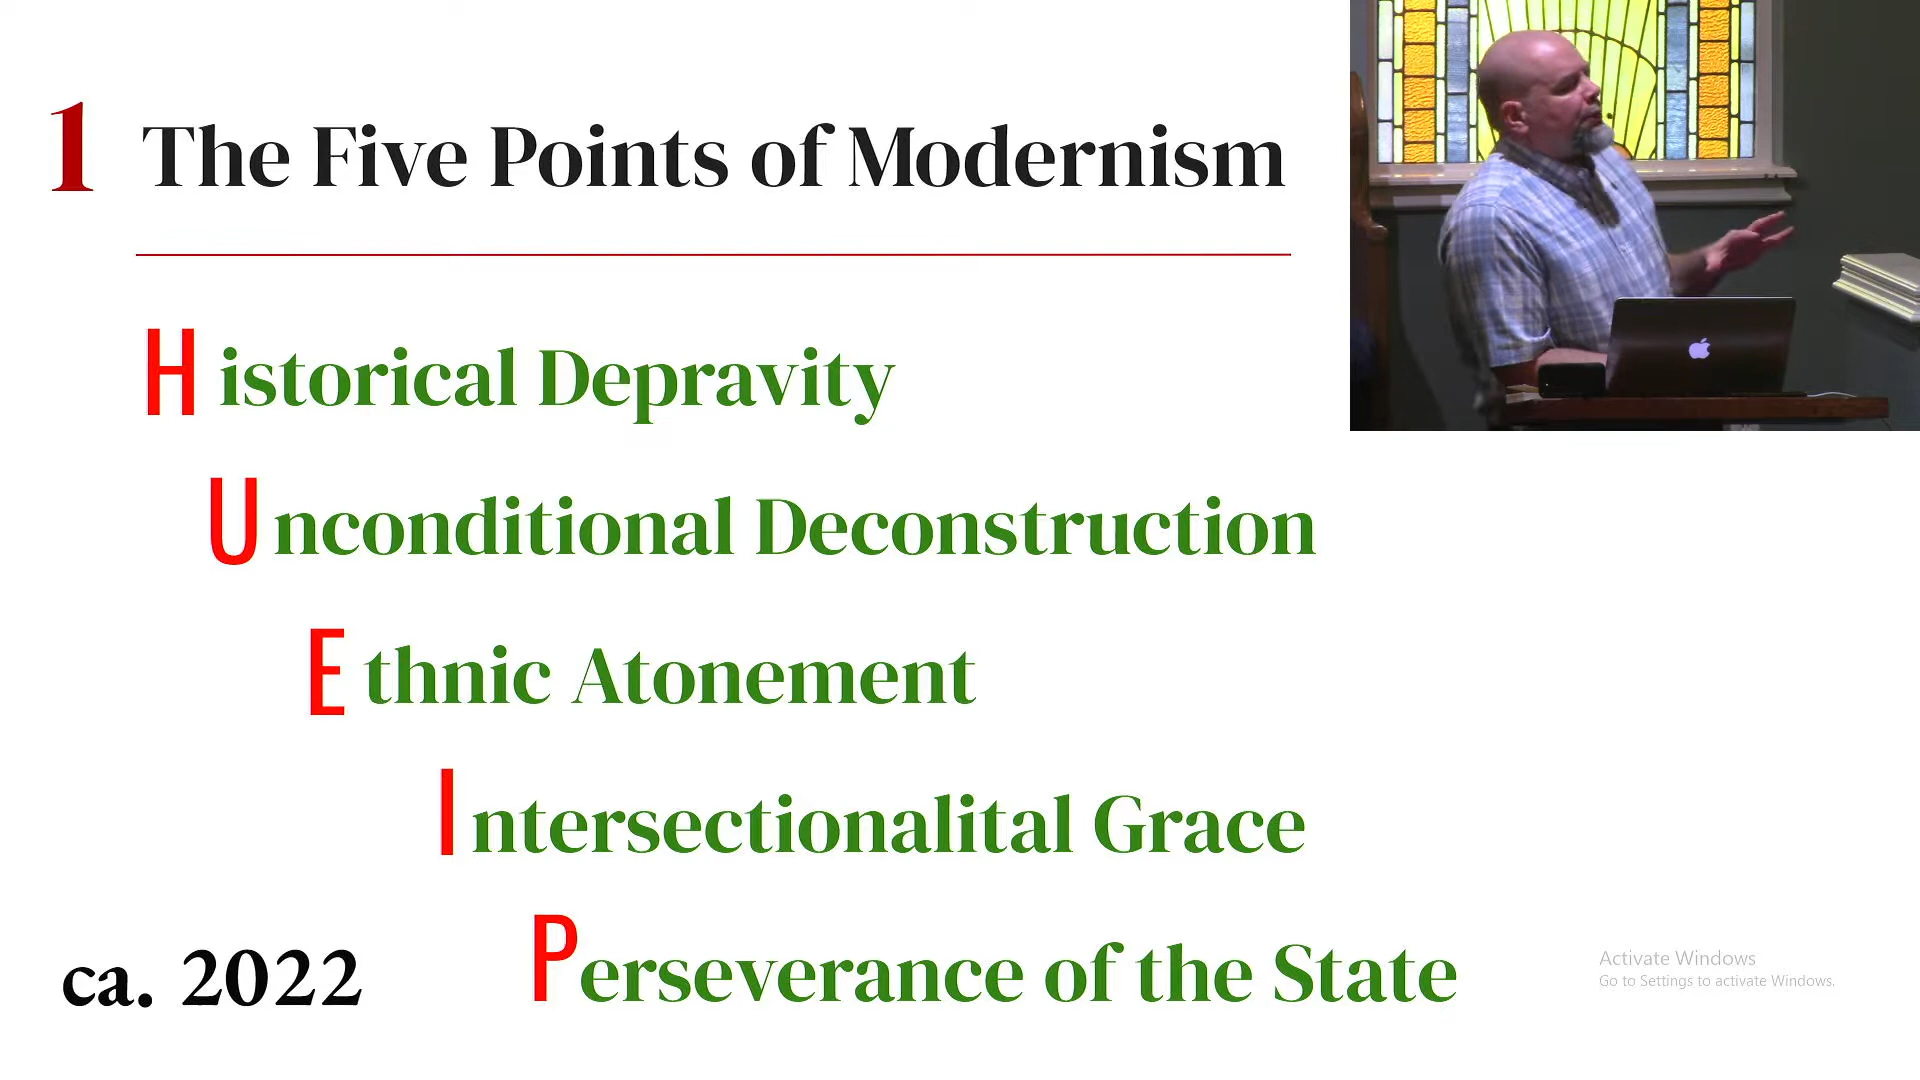 1 The Five Points of Modernism
Historical Depravity
Unconditional Deconstruction
Ethnic Atonement
Intersectionalital Grace
ca. 2022
Perseverance of the State
Activate Windows
Go to Settings to activate Windows.